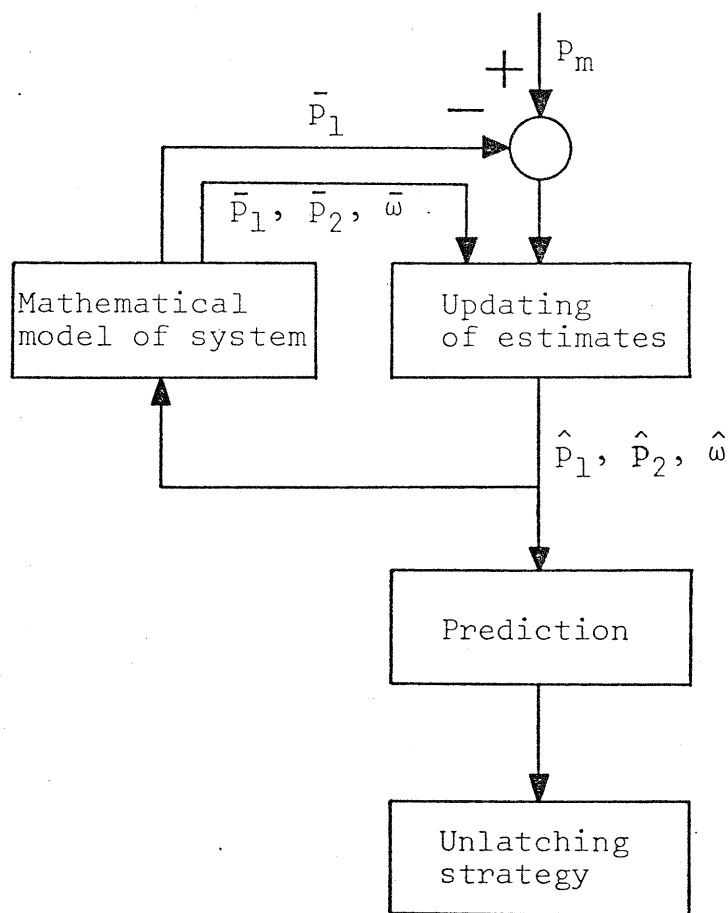 p_m
+
p̄_1
−
p̄_1, p̄_2, ω̄
Mathematical
model of system
Updating
of estimates
p̂_1, p̂_2, ω̂
Prediction
Unlatching
strategy